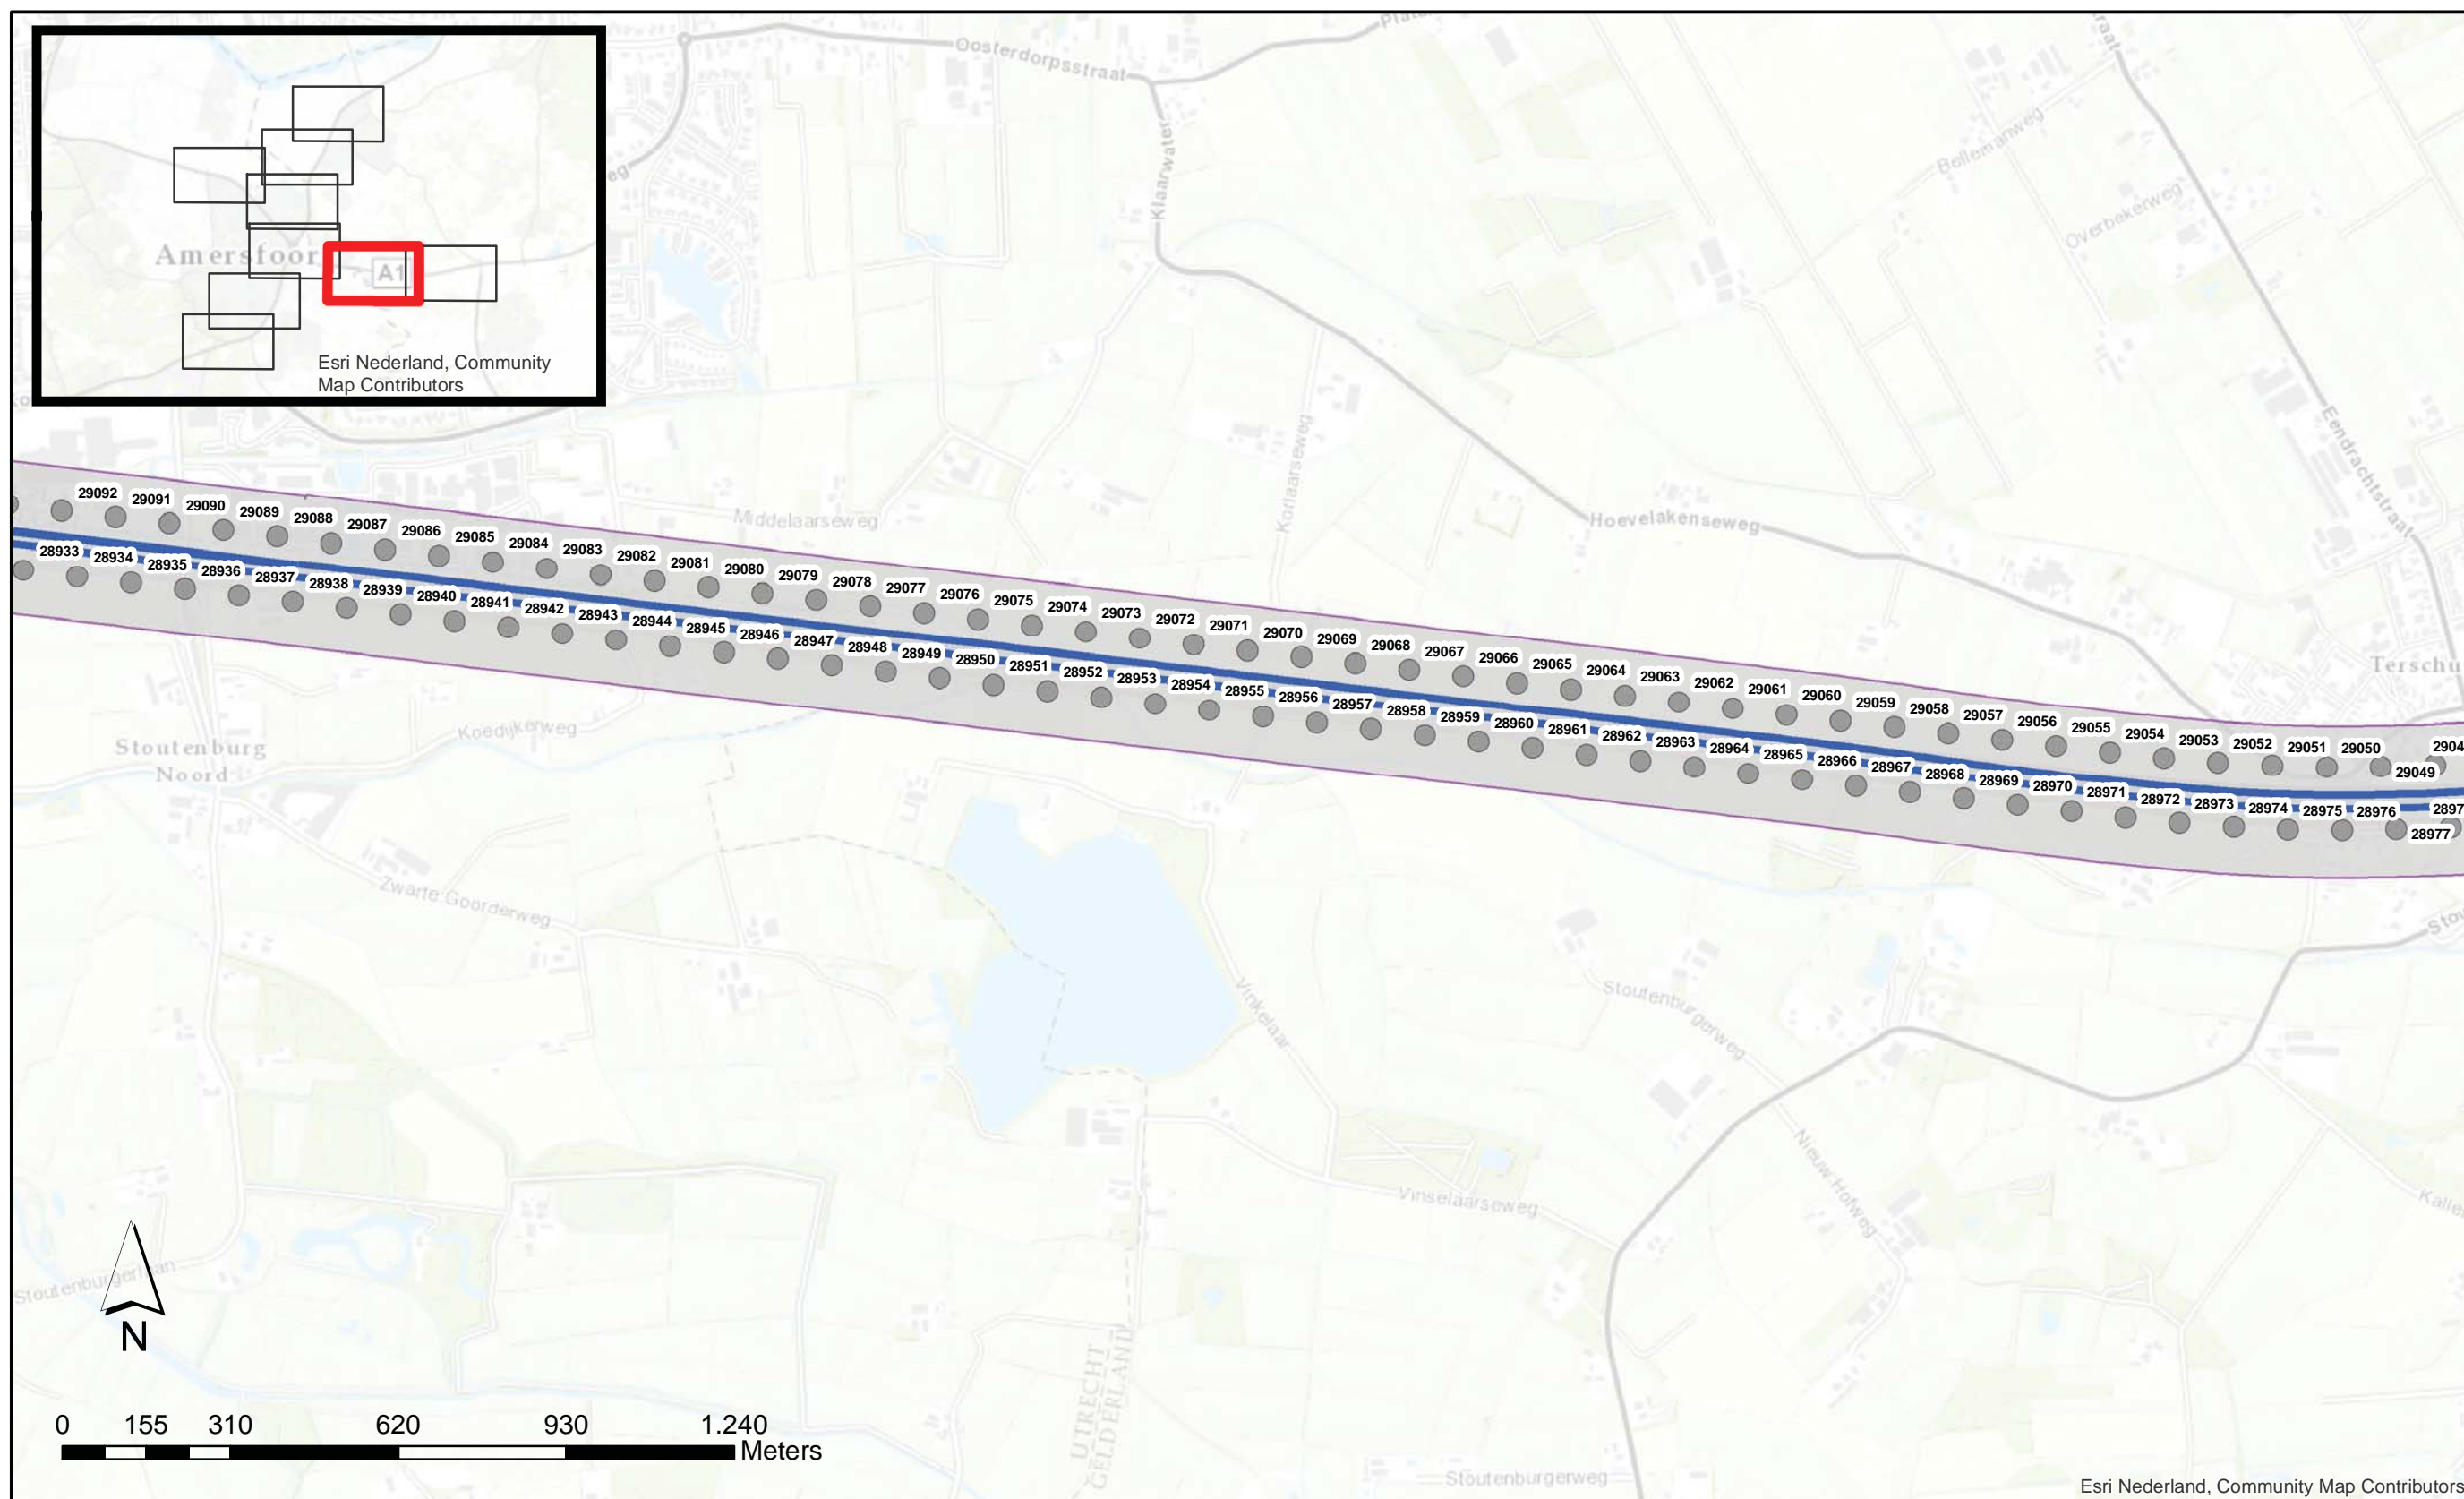 Oosterdorpsstraat
Klaarwater
Bellemanweg
Overbekerweg
Amersfoor
A1
Esri Nederland, Community
Map Contributors
Eendrachtstraat
Kortlaarseweg
Middelaarseweg
Hoevelakenseweg
29092 29091 29090 29089 29088 29087 29086 29085 29084 29083 29082 29081 29080 29079 29078 29077 29076 29075 29074 29073 29072 29071 29070 29069 29068 29067 29066 29065 29064 29063 29062 29061 29060 29059 29058 29057 29056 29055 29054 29053 29052 29051 29050 29049 2904
28933 28934 28935 28936 28937 28938 28939 28940 28941 28942 28943 28944 28945 28946 28947 28948 28949 28950 28951 28952 28953 28954 28955 28956 28957 28958 28959 28960 28961 28962 28963 28964 28965 28966 28967 28968 28969 28970 28971 28972 28973 28974 28975 28976 28977 2897
Terschu
Koedijkerweg
Stoutenburg
Noord
Zwarte Goorderweg
Vinkelaar
Stoutenburgerweg
Nieuw Hofweg
Vinselaarseweg
Stoutenburgerlaan
N
UTRECHT
GELDERLAND
0 155 310 620 930 1.240
Meters
Stoutenburgerweg
Esri Nederland, Community Map Contributors